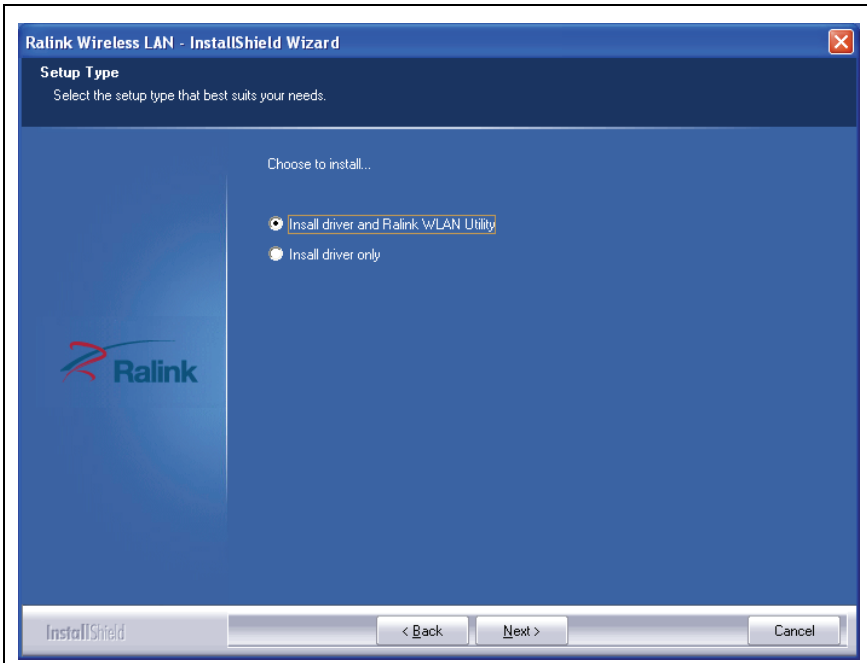 Ralink Wireless LAN - InstallShield Wizard
Setup Type
Select the setup type that best suits your needs.
Choose to install...
Insall driver and Ralink WLAN Utility
Insall driver only
Ralink
InstallShield
< Back
Next >
Cancel